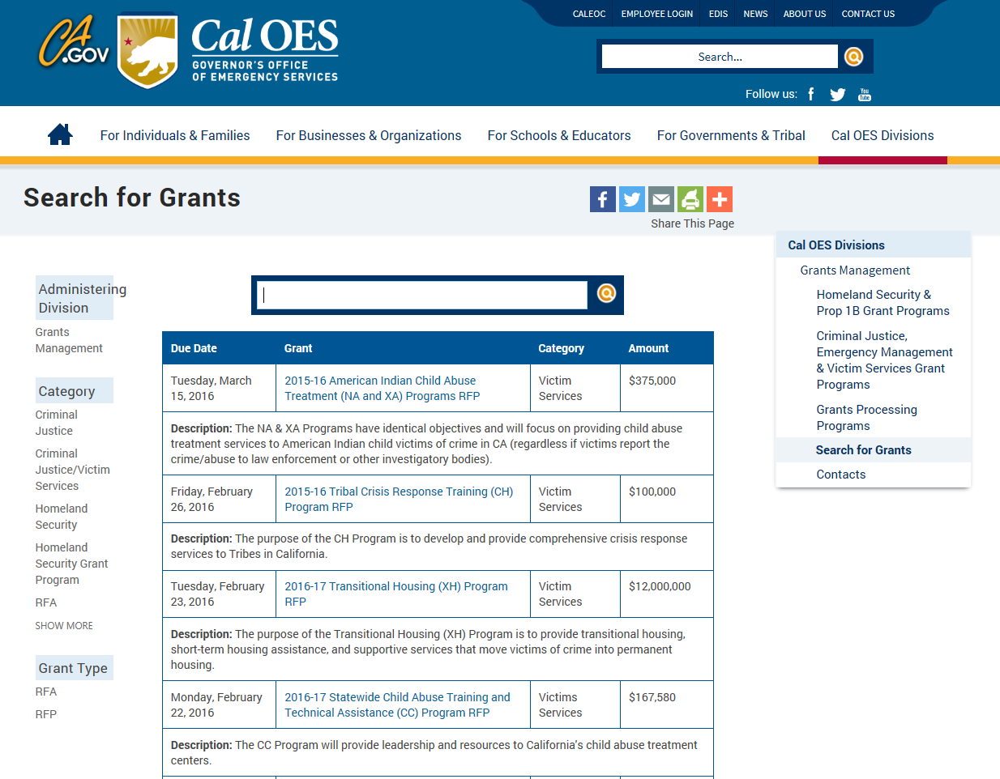 CALEOC EMPLOYEE LOGIN EDIS NEWS ABOUT US CONTACT US
CA.GOV
Cal OES
GOVERNOR'S OFFICE
OF EMERGENCY SERVICES
Search...
Follow us:
You Tube
For Individuals & Families For Businesses & Organizations For Schools & Educators For Governments & Tribal Cal OES Divisions
Search for Grants
Share This Page
Cal OES Divisions
Grants Management
Homeland Security &
Prop 1B Grant Programs
Criminal Justice,
Emergency Management
& Victim Services Grant
Programs
Grants Processing
Programs
Search for Grants
Contacts
Administering
Division
Grants
Management
Category
Criminal
Justice
Criminal
Justice/Victim
Services
Homeland
Security
Homeland
Security Grant
Program
RFA
SHOW MORE
Grant Type
RFA
RFP
Due Date Grant Category Amount
Tuesday, March 2015-16 American Indian Child Abuse Victim $375,000
15, 2016 Treatment (NA and XA) Programs RFP Services
Description: The NA & XA Programs have identical objectives and will focus on providing child abuse
treatment services to American Indian child victims of crime in CA (regardless if victims report the
crime/abuse to law enforcement or other investigatory bodies).
Friday, February 2015-16 Tribal Crisis Response Training (CH) Victim $100,000
26, 2016 Program RFP Services
Description: The purpose of the CH Program is to develop and provide comprehensive crisis response
services to Tribes in California.
Tuesday, February 2016-17 Transitional Housing (XH) Program Victim $12,000,000
23, 2016 RFP Services
Description: The purpose of the Transitional Housing (XH) Program is to provide transitional housing,
short-term housing assistance, and supportive services that move victims of crime into permanent
housing.
Monday, February 2016-17 Statewide Child Abuse Training and Victims $167,580
22, 2016 Technical Assistance (CC) Program RFP Services
Description: The CC Program will provide leadership and resources to California's child abuse treatment
centers.